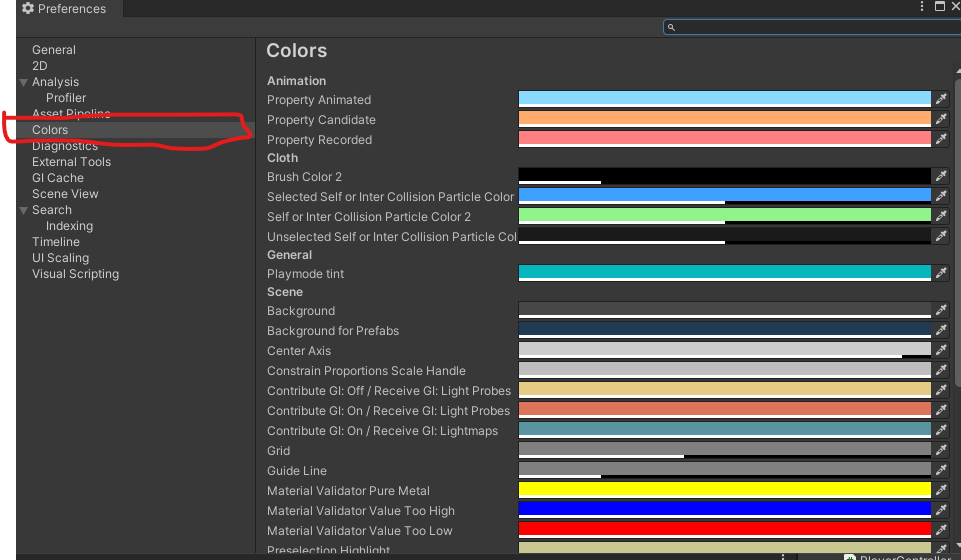 Preferences
General
2D
Analysis
Profiler
Asset Pipeline
Colors
Diagnostics
External Tools
GI Cache
Scene View
Search
Indexing
Timeline
UI Scaling
Visual Scripting
Colors
Animation
Property Animated
Property Candidate
Property Recorded
Cloth
Brush Color 2
Selected Self or Inter Collision Particle Color
Self or Inter Collision Particle Color 2
Unselected Self or Inter Collision Particle Col
General
Playmode tint
Scene
Background
Background for Prefabs
Center Axis
Constrain Proportions Scale Handle
Contribute GI: Off / Receive GI: Light Probes
Contribute GI: On / Receive GI: Light Probes
Contribute GI: On / Receive GI: Lightmaps
Grid
Guide Line
Material Validator Pure Metal
Material Validator Value Too High
Material Validator Value Too Low
Preselection Highlight
PlayerController